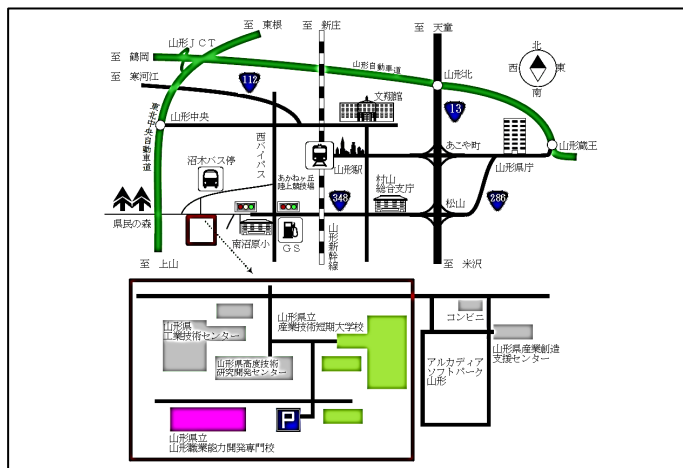 至 東根
至 新庄
至 天童
山形JCT
至 鶴岡
至 寒河江
山形自動車道
山形北
北
西
東
南
112
13
文翔館
山形中央
東北中央自動車道
西バイパス
あこや町
山形県庁
山形蔵王
沼木バス停
あかねヶ丘
陸上競技場
山形駅
村山
総合支庁
県民の森
348
松山
286
南沼原小
GS
山形新幹線
至 上山
至 米沢
山形県立
産業技術短期大学校
山形県
工業技術センター
山形県高度技術
研究開発センター
コンビニ
山形県産業創造
支援センター
アルカディア
ソフトパーク
山形
P
山形県立
山形職業能力開発専門校